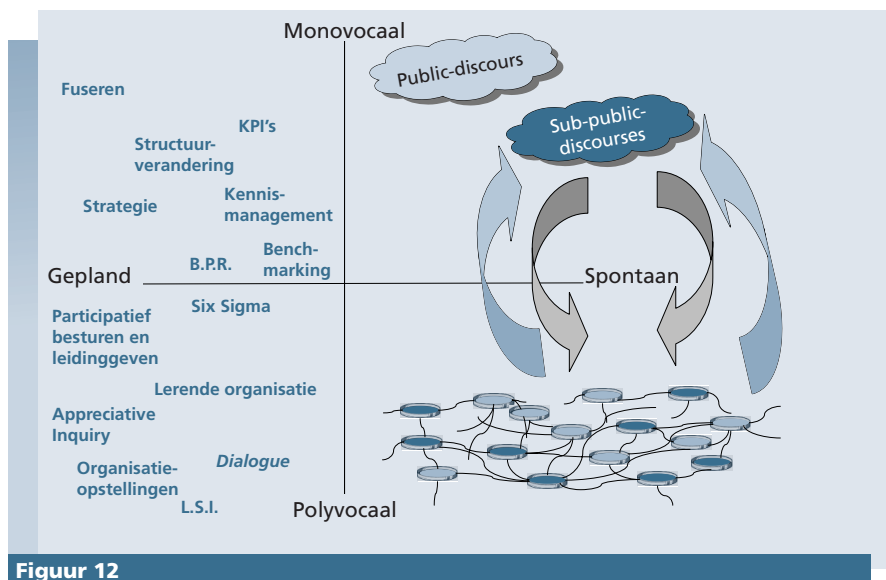 Monovocaal
Public-discours
Fuseren
Sub-public-
discourses
KPI's
Structuur-
verandering
Kennis-
management
Strategie
Bench-
marking
B.P.R.
Gepland
Spontaan
Six Sigma
Participatief
besturen en
leidinggeven
Lerende organisatie
Appreciative
Inquiry
Dialogue
Organisatie-
opstellingen
L.S.I.
Polyvocaal
Figuur 12